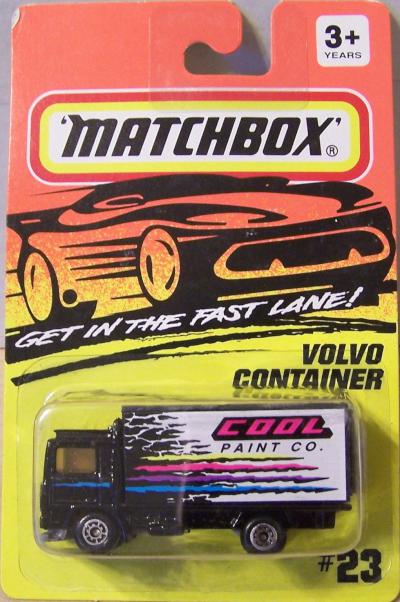 3+
YEARS
'MATCHBOX'®
GET IN THE FAST LANE!
VOLVO
CONTAINER
COOL
PAINT CO.
#23